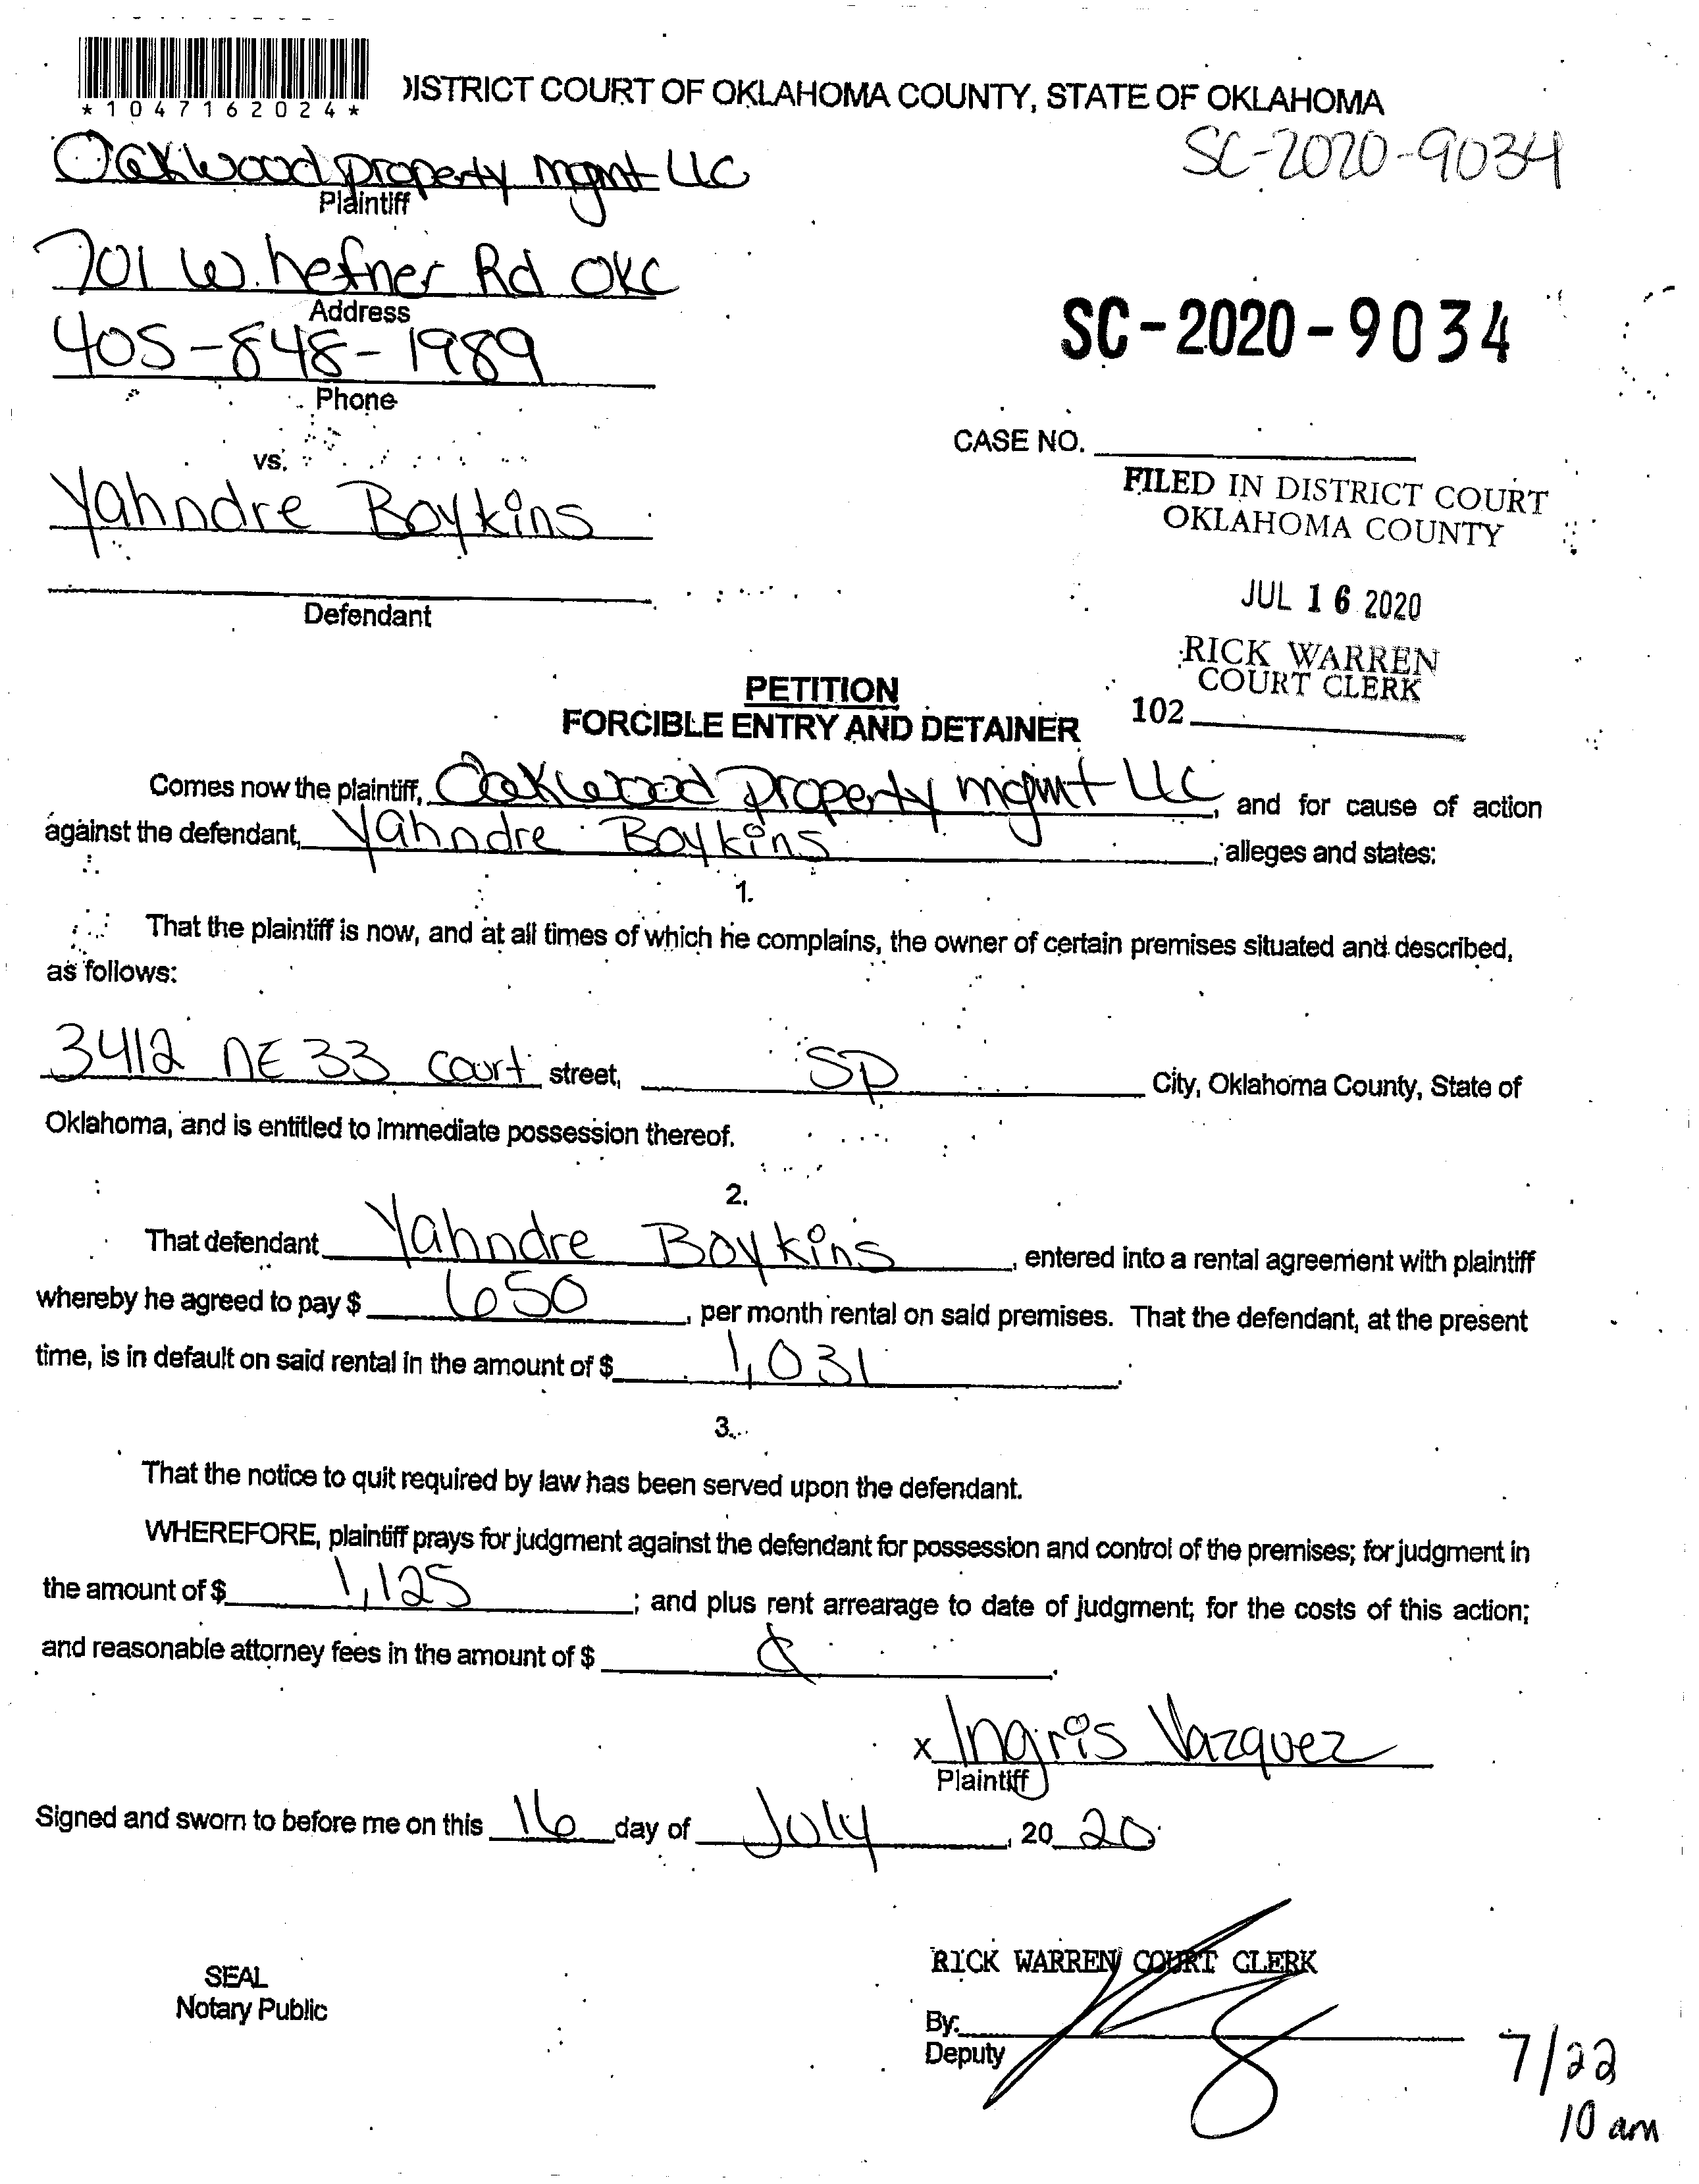 *1047162024*
DISTRICT COURT OF OKLAHOMA COUNTY, STATE OF OKLAHOMA
Oakwood property mgmt LLC
SC-2020-9034
Plaintiff
701 W. hefner Rd OKC
Address
SC-2020-9034
405-848-1989
Phone
CASE NO.
vs.
FILED IN DISTRICT COURT
OKLAHOMA COUNTY
Yahndre Boykins
JUL 16 2020
Defendant
RICK WARREN
COURT CLERK
102
PETITION
FORCIBLE ENTRY AND DETAINER
Comes now the plaintiff, Oakwood Property mgmt LLC, and for cause of action
against the defendant, Yahndre Boykins, alleges and states:
1.
That the plaintiff is now, and at all times of which he complains, the owner of certain premises situated and described,
as follows:
3412 NE 33 court street, SP City, Oklahoma County, State of
Oklahoma, and is entitled to immediate possession thereof.
2.
That defendant Yahndre Boykins, entered into a rental agreement with plaintiff
whereby he agreed to pay $ 650, per month rental on said premises. That the defendant, at the present
time, is in default on said rental in the amount of $ 1,031.
3.
That the notice to quit required by law has been served upon the defendant.
WHEREFORE, plaintiff prays for judgment against the defendant for possession and control of the premises; for judgment in
the amount of $ 1,125; and plus rent arrearage to date of judgment; for the costs of this action;
and reasonable attorney fees in the amount of $
x Ingris Vazquez
Plaintiff
Signed and sworn to before me on this 16 day of July, 20 20
RICK WARREN COURT CLERK
SEAL
Notary Public
By:
Deputy
7/22
10 am